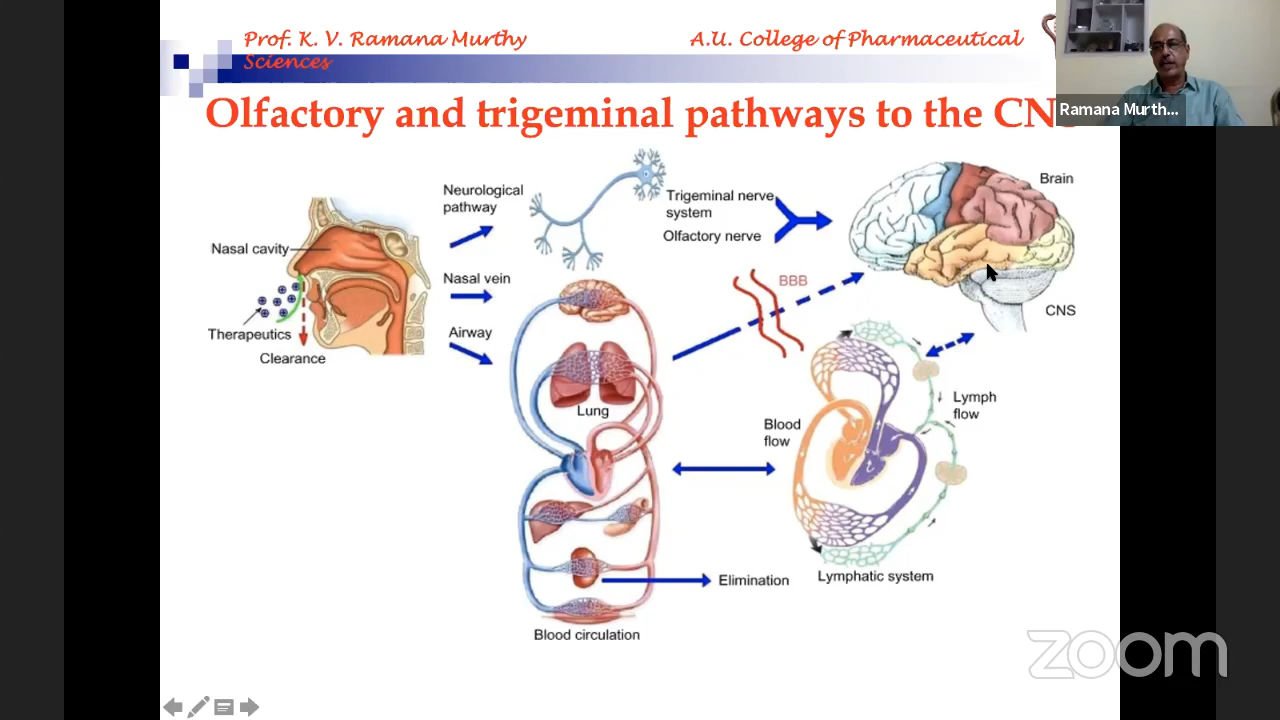 Prof. K. V. Ramana Murthy A.U. College of Pharmaceutical
Sciences
Ramana Murth...
Olfactory and trigeminal pathways to the CNS
Neurological
pathway
Trigeminal nerve
system
Olfactory nerve
Brain
Nasal cavity
Nasal vein
BBB
CNS
Therapeutics
Clearance
Airway
Lung
Blood
flow
Lymph
flow
Elimination
Lymphatic system
Blood circulation
zoom